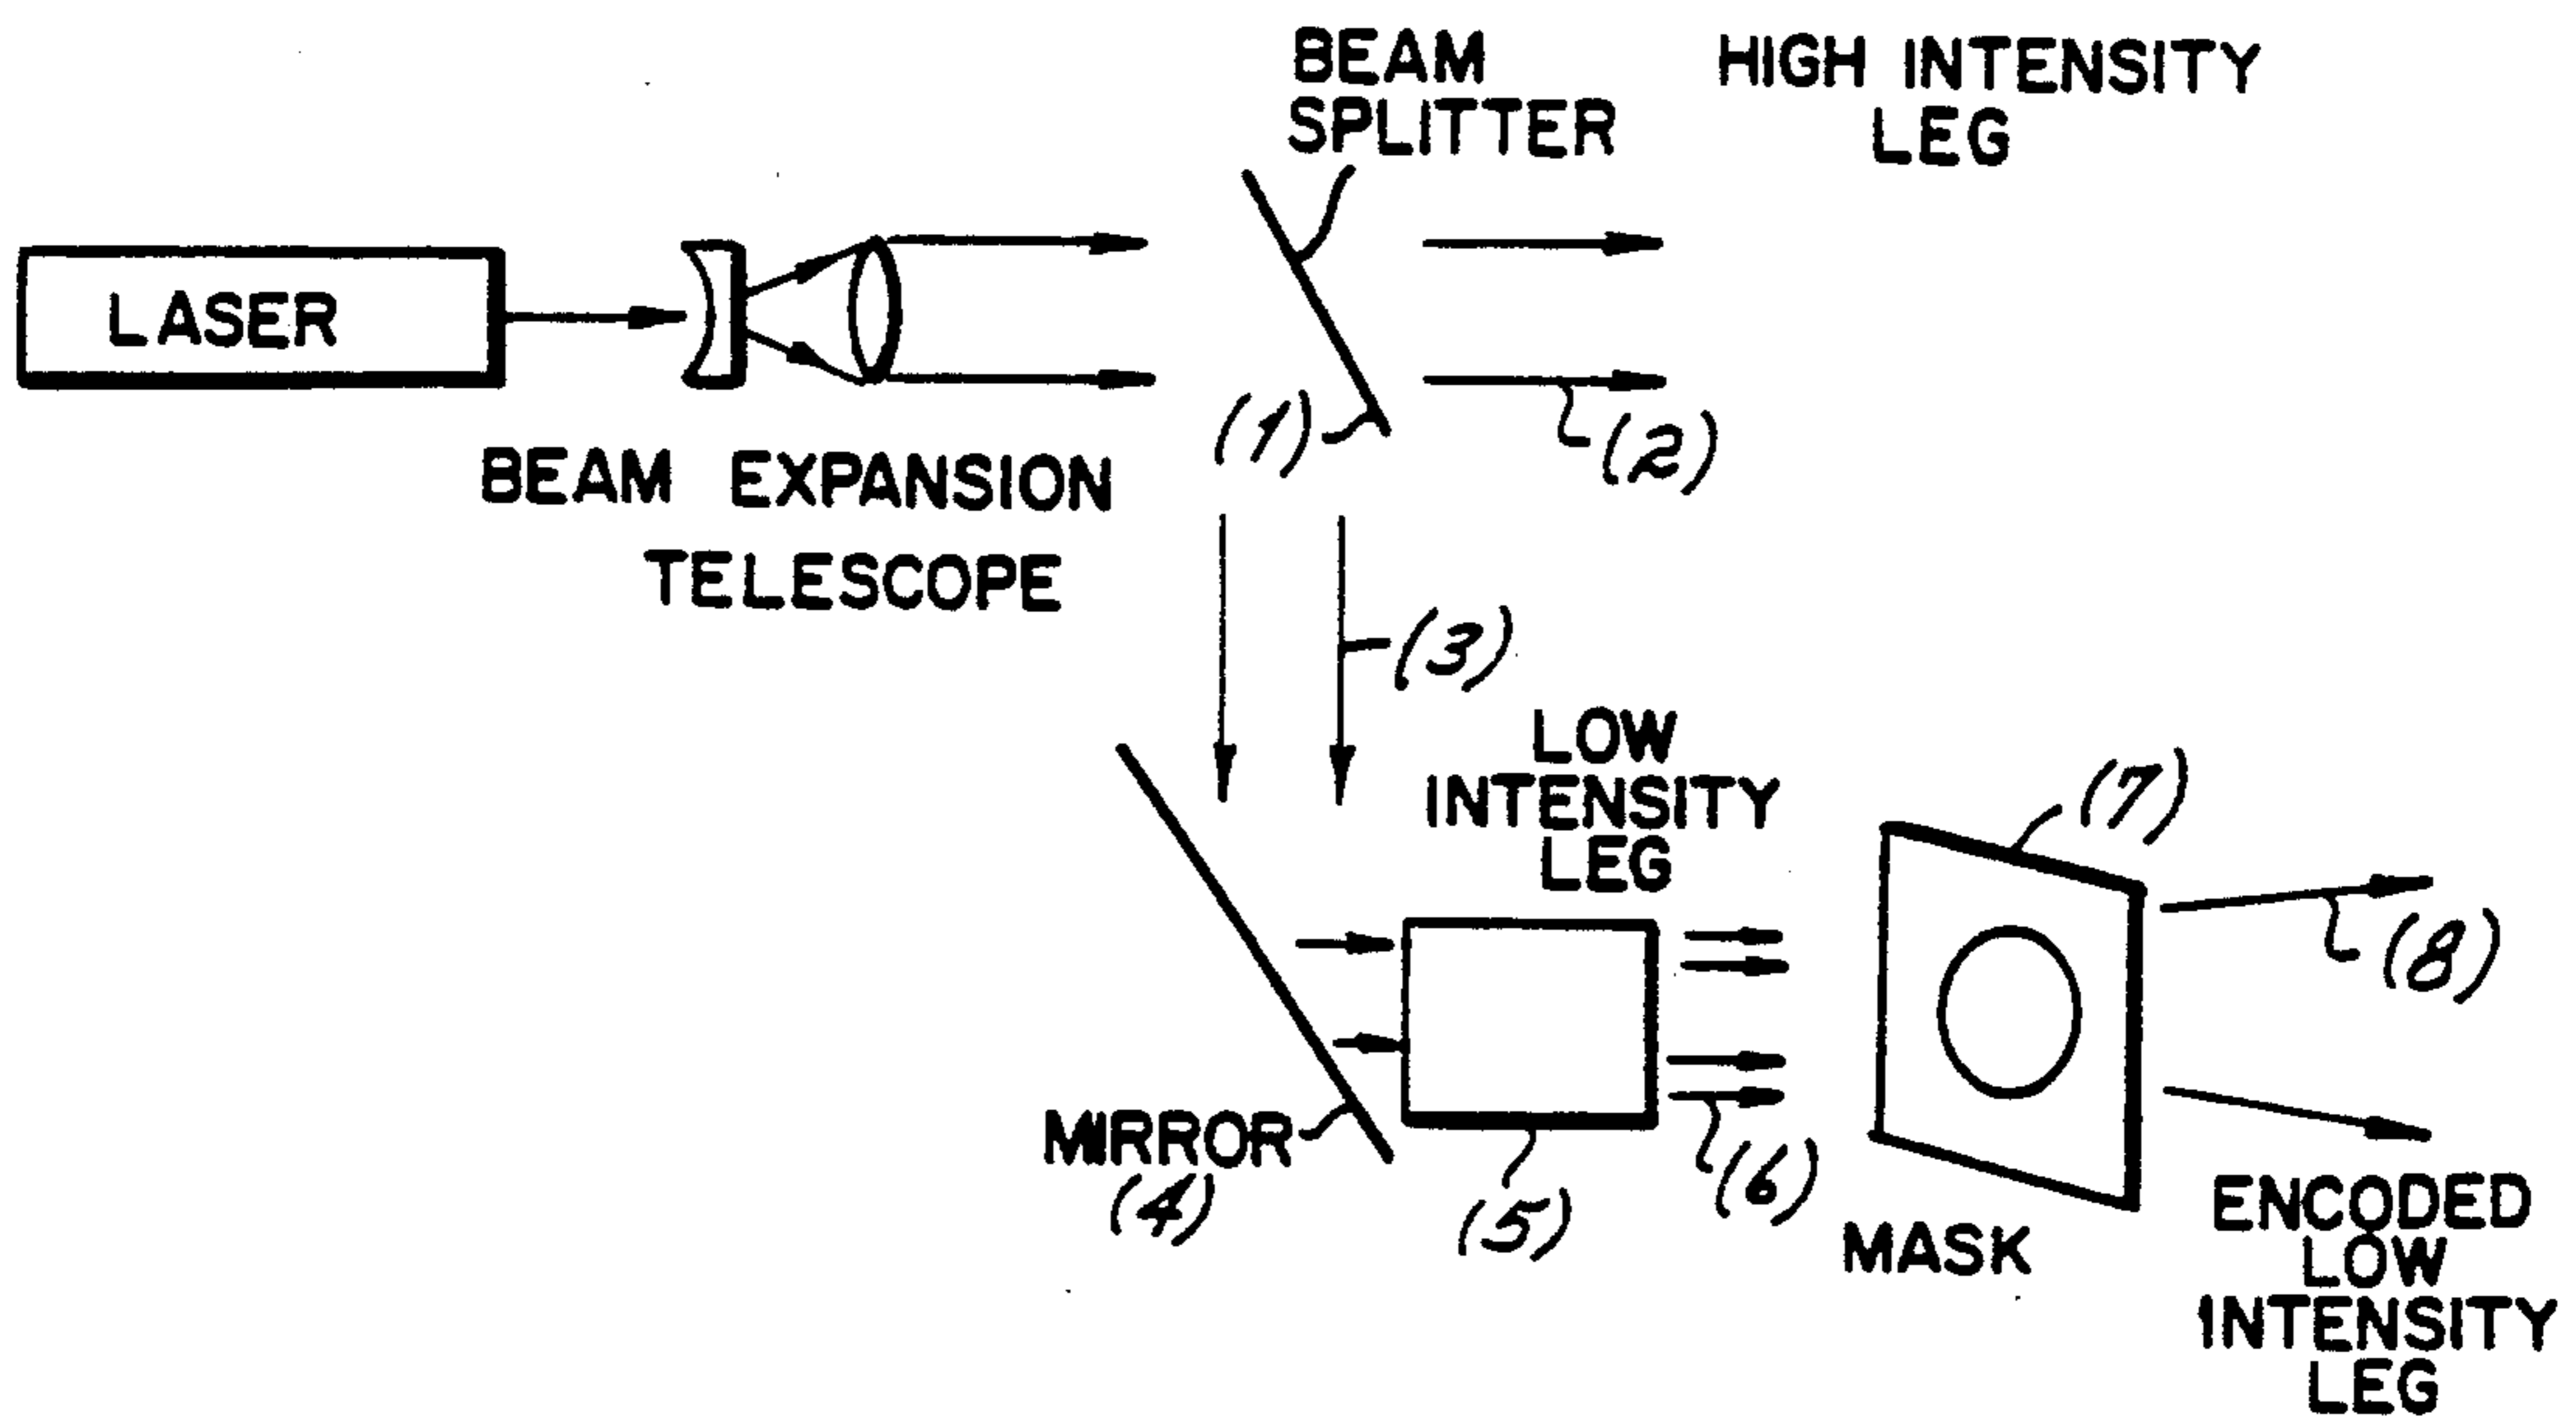 BEAM
SPLITTER
HIGH INTENSITY
LEG
LASER
(1)
(2)
BEAM EXPANSION
TELESCOPE
(3)
LOW
INTENSITY
LEG
(7)
(8)
MIRROR
(4)
(5)
(6)
MASK
ENCODED
LOW
INTENSITY
LEG